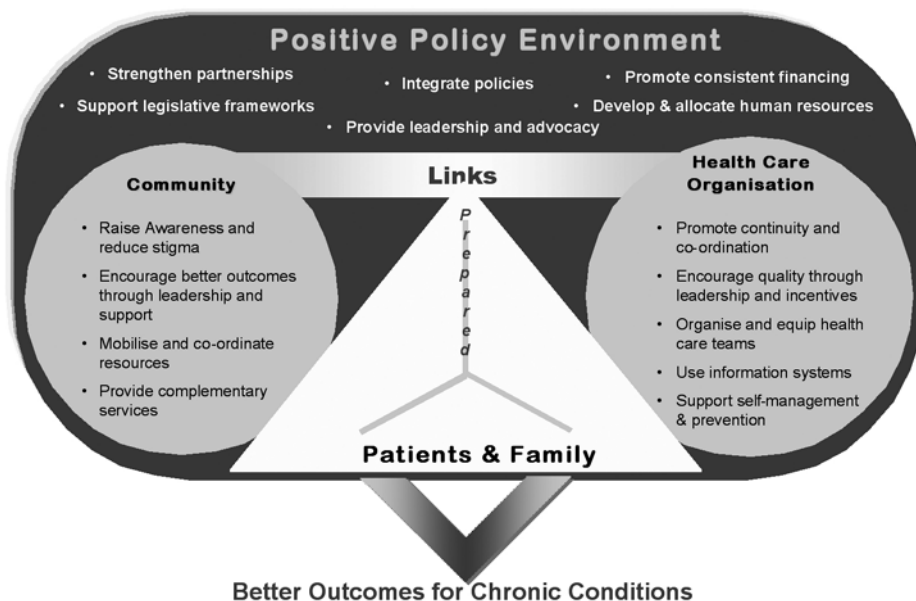 Positive Policy Environment
• Strengthen partnerships
• Integrate policies
• Promote consistent financing
• Support legislative frameworks
• Develop & allocate human resources
• Provide leadership and advocacy
Links
Community
• Raise Awareness and
reduce stigma
• Encourage better outcomes
through leadership and
support
• Mobilise and co-ordinate
resources
• Provide complementary
services
Prepared
Patients & Family
Health Care
Organisation
• Promote continuity and
co-ordination
• Encourage quality through
leadership and incentives
• Organise and equip health
care teams
• Use information systems
• Support self-management
& prevention
Better Outcomes for Chronic Conditions